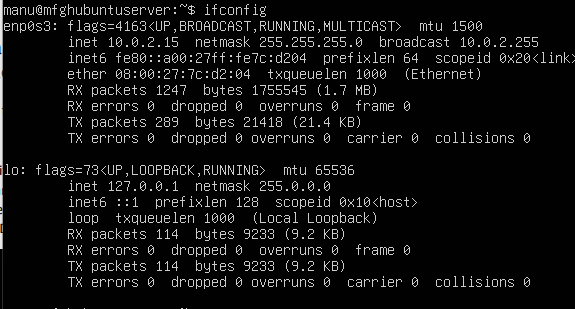 manu@mfghubuntuserver:~$ ifconfig
enp0s3: flags=4163<UP,BROADCAST,RUNNING,MULTICAST>  mtu 1500
        inet 10.0.2.15  netmask 255.255.255.0  broadcast 10.0.2.255
        inet6 fe80::a00:27ff:fe7c:d204  prefixlen 64  scopeid 0x20<link>
        ether 08:00:27:7c:d2:04  txqueuelen 1000  (Ethernet)
        RX packets 1247  bytes 1755545 (1.7 MB)
        RX errors 0  dropped 0  overruns 0  frame 0
        TX packets 289  bytes 21418 (21.4 KB)
        TX errors 0  dropped 0 overruns 0  carrier 0  collisions 0
lo: flags=73<UP,LOOPBACK,RUNNING>  mtu 65536
        inet 127.0.0.1  netmask 255.0.0.0
        inet6 ::1  prefixlen 128  scopeid 0x10<host>
        loop  txqueuelen 1000  (Local Loopback)
        RX packets 114  bytes 9233 (9.2 KB)
        RX errors 0  dropped 0  overruns 0  frame 0
        TX packets 114  bytes 9233 (9.2 KB)
        TX errors 0  dropped 0 overruns 0  carrier 0  collisions 0